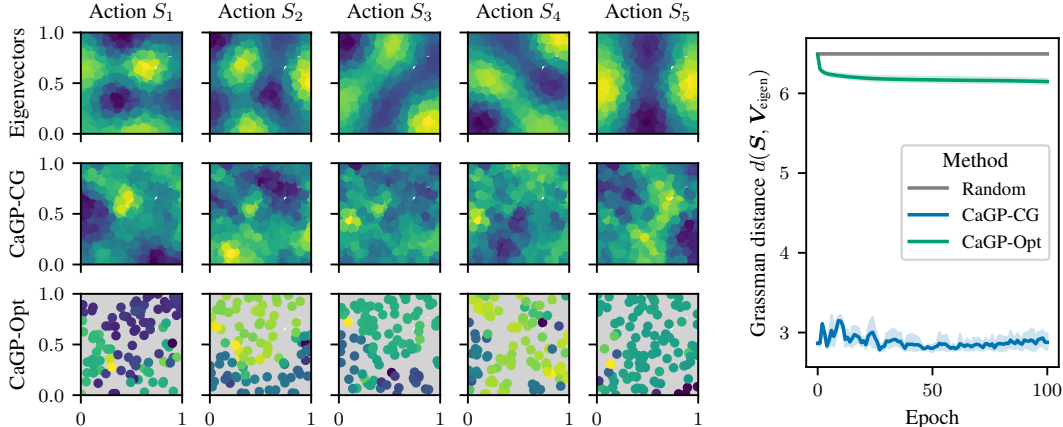 Action S₁ Action S₂ Action S₃ Action S₄ Action S₅
Eigenvectors
1.0
0.5
0.0
CaGP-CG
1.0
0.5
0.0
CaGP-Opt
1.0
0.5
0.0
0 1 0 1 0 1 0 1 0 1
Grassman distance d(S, V_eigen)
6
5
4
3
Method
Random
CaGP-CG
CaGP-Opt
0 50 100
Epoch